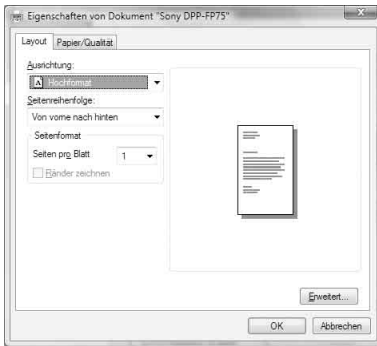 Eigenschaften von Dokument "Sony DPP-FP75"
Layout Papier/Qualität
Ausrichtung:
A Hochformat
Seitenreihenfolge:
Von vorne nach hinten
Seitenformat
Seiten pro Blatt 1
Ränder zeichnen
Erweitert...
OK Abbrechen